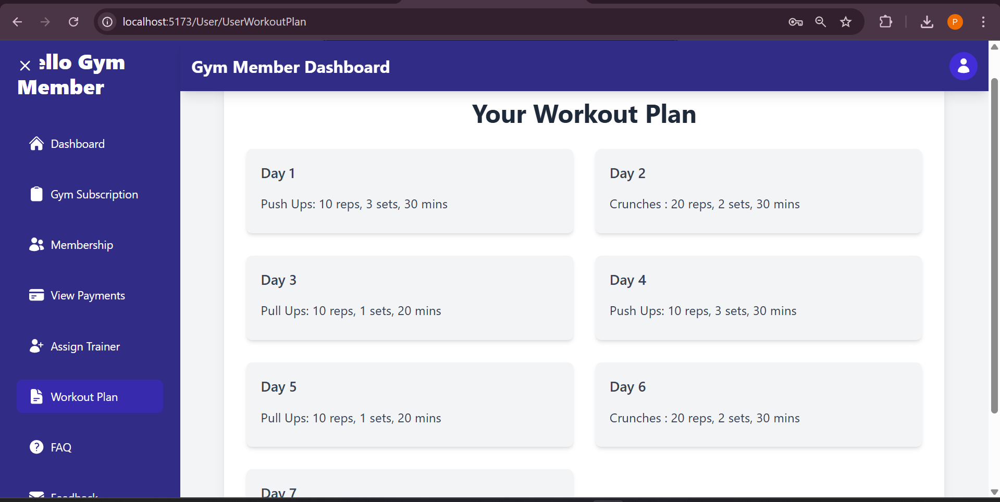 localhost:5173/User/UserWorkoutPlan
P
ello Gym
Member
Gym Member Dashboard
Dashboard
Gym Subscription
Membership
View Payments
Assign Trainer
Workout Plan
FAQ
Feedback
Your Workout Plan
Day 1
Push Ups: 10 reps, 3 sets, 30 mins
Day 2
Crunches : 20 reps, 2 sets, 30 mins
Day 3
Pull Ups: 10 reps, 1 sets, 20 mins
Day 4
Push Ups: 10 reps, 3 sets, 30 mins
Day 5
Pull Ups: 10 reps, 1 sets, 20 mins
Day 6
Crunches : 20 reps, 2 sets, 30 mins
Day 7